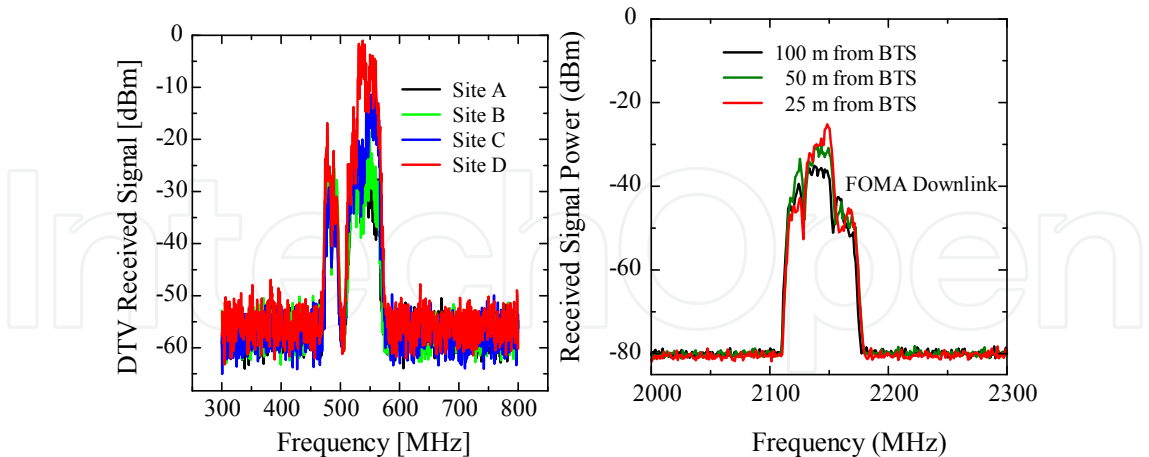 DTV Received Signal [dBm]
0
-10
-20
-30
-40
-50
-60
300 400 500 600 700 800
Frequency [MHz]
Site A
Site B
Site C
Site D
Received Signal Power (dBm)
0
-20
-40
-60
-80
2000 2100 2200 2300
Frequency (MHz)
100 m from BTS
50 m from BTS
25 m from BTS
FOMA Downlink
IntechOpen